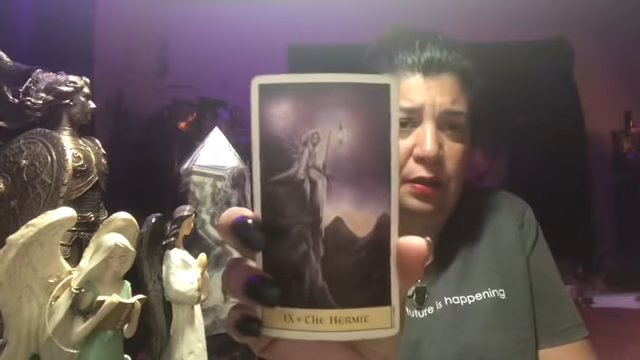 IX • The Hermit
future is happening